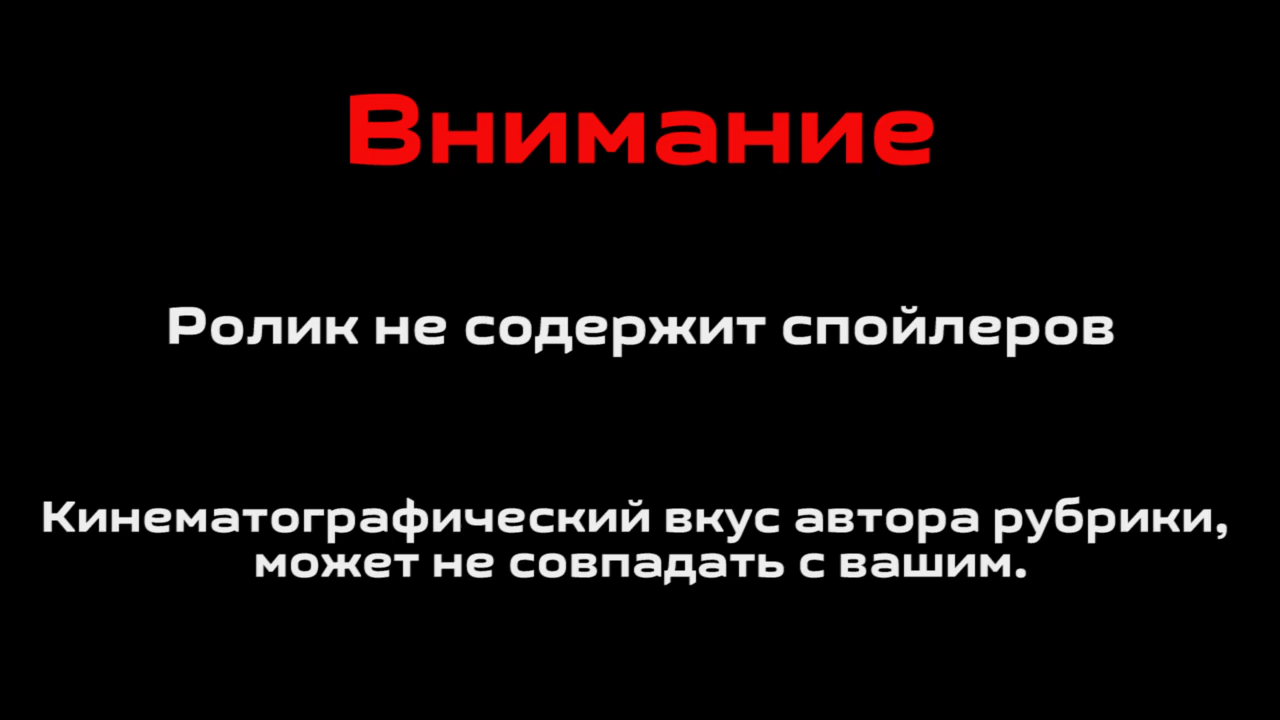 Внимание
Ролик не содержит спойлеров
Кинематографический вкус автора рубрики,
может не совпадать с вашим.